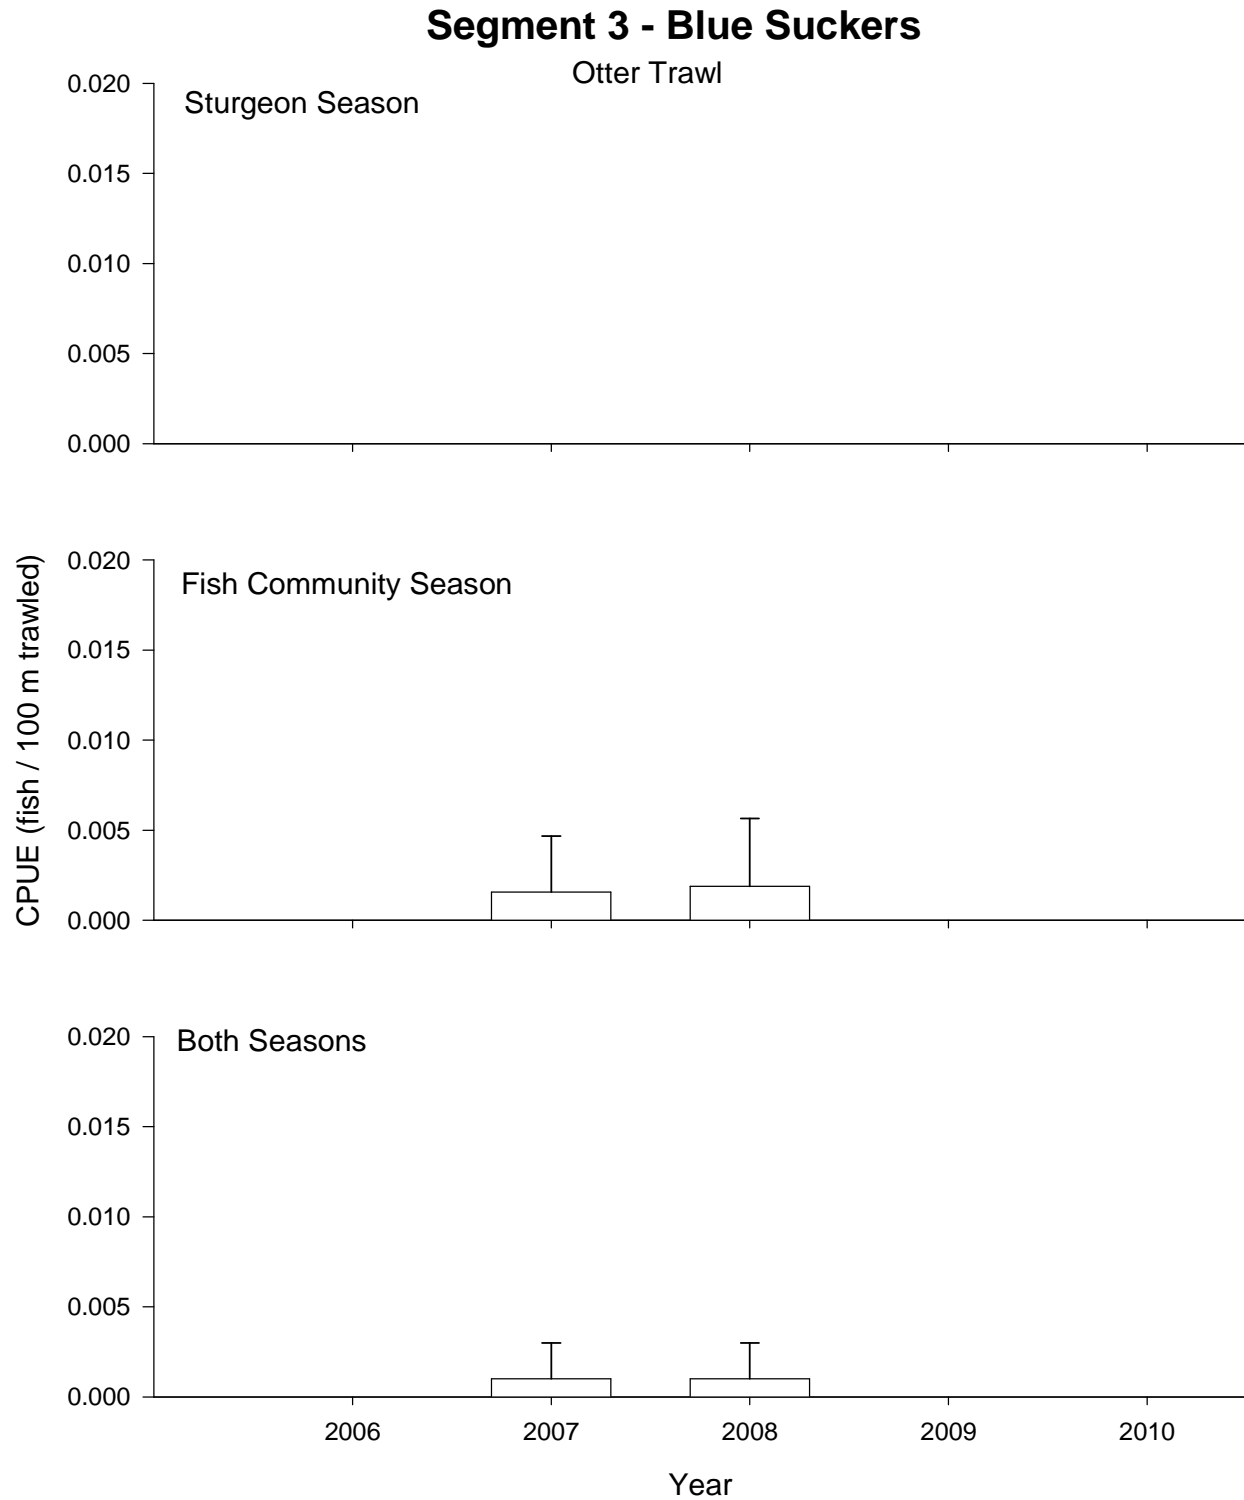 Segment 3 - Blue Suckers
Otter Trawl
Sturgeon Season
0.020
0.015
0.010
0.005
0.000
CPUE (fish / 100 m trawled)
Fish Community Season
0.020
0.015
0.010
0.005
0.000
Both Seasons
0.020
0.015
0.010
0.005
0.000
2006 2007 2008 2009 2010
Year